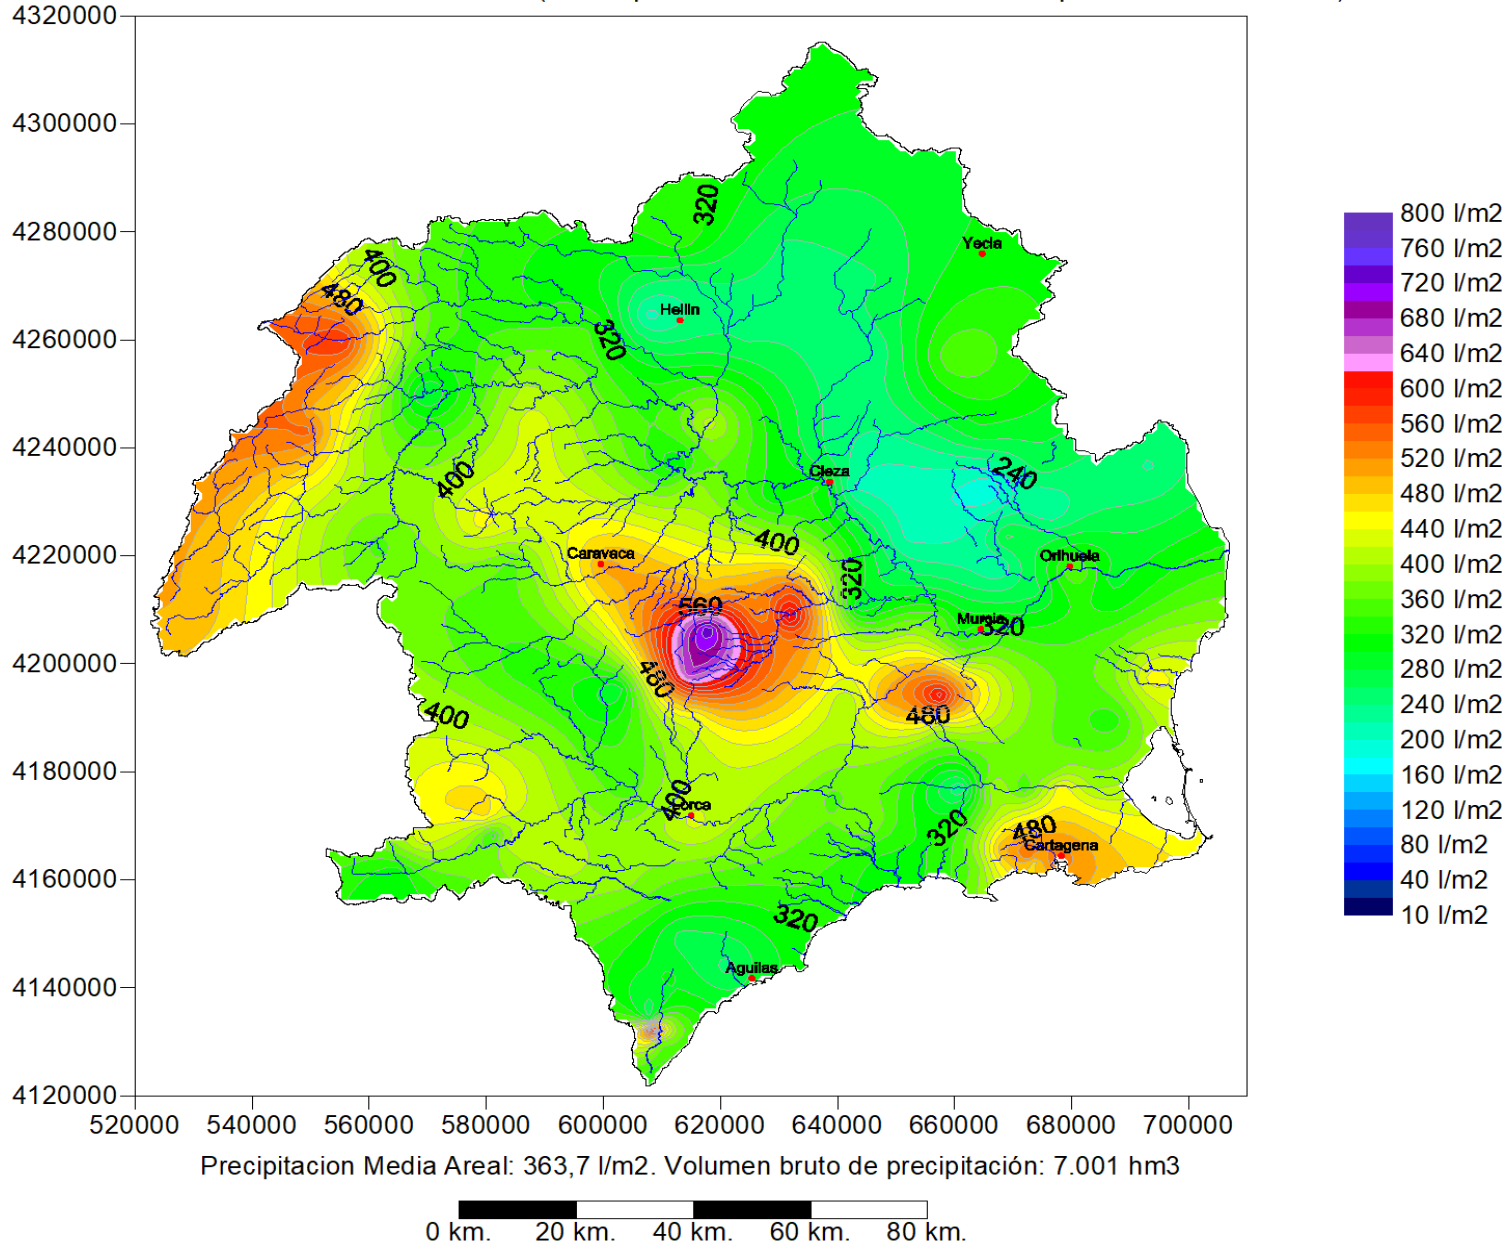 4320000
4300000
4280000
4260000
4240000
4220000
4200000
4180000
4160000
4140000
4120000
520000 540000 560000 580000 600000 620000 640000 660000 680000 700000
320
Yecla
400
480
Hellin
320
Cieza
240
400
400
Caravaca
Orihuela
320
560
Murcia
320
480
480
400
400
Lorca
320
480
Cartagena
320
Aguilas
800 l/m2
760 l/m2
720 l/m2
680 l/m2
640 l/m2
600 l/m2
560 l/m2
520 l/m2
480 l/m2
440 l/m2
400 l/m2
360 l/m2
320 l/m2
280 l/m2
240 l/m2
200 l/m2
160 l/m2
120 l/m2
80 l/m2
40 l/m2
10 l/m2
Precipitacion Media Areal: 363,7 l/m2. Volumen bruto de precipitación: 7.001 hm3
0 km. 20 km. 40 km. 60 km. 80 km.